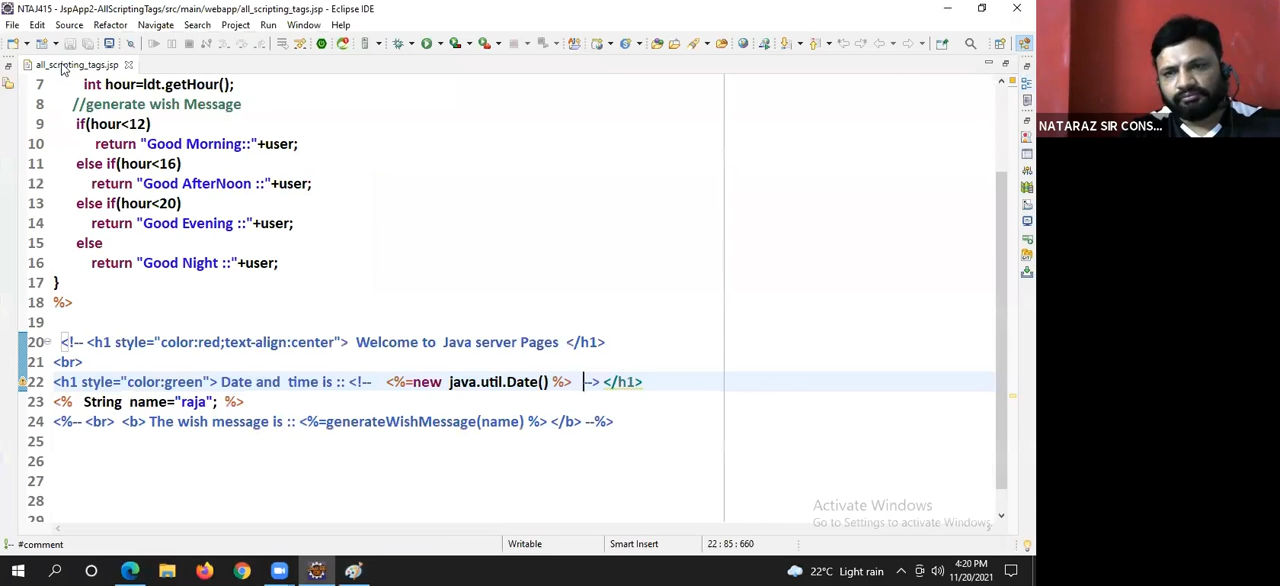 NTAJ415 - JspApp2-AllScriptingTags/src/main/webapp/all_scripting_tags.jsp - Eclipse IDE
File Edit Source Refactor Navigate Search Project Run Window Help
all_scripting_tags.jsp
7 int hour=ldt.getHour();
8 //generate wish Message
9 if(hour<12)
10 return "Good Morning::"+user;
11 else if(hour<16)
12 return "Good AfterNoon ::"+user;
13 else if(hour<20)
14 return "Good Evening ::"+user;
15 else
16 return "Good Night ::"+user;
17 }
18 %>
19
20 <!-- <h1 style="color:red;text-align:center"> Welcome to Java server Pages </h1>
21 <br>
22 <h1 style="color:green"> Date and time is :: <!-- <%=new java.util.Date() %> --> </h1>
23 <% String name="raja"; %>
24 <%-- <br> <b> The wish message is :: <%=generateWishMessage(name) %> </b> --%>
25
26
27
28
29
NATARAZ SIR CONS...
Activate Windows
Go to Settings to activate Windows.
#comment Writable Smart Insert 22 : 85 : 660
22°C Light rain 4:20 PM
11/20/2021